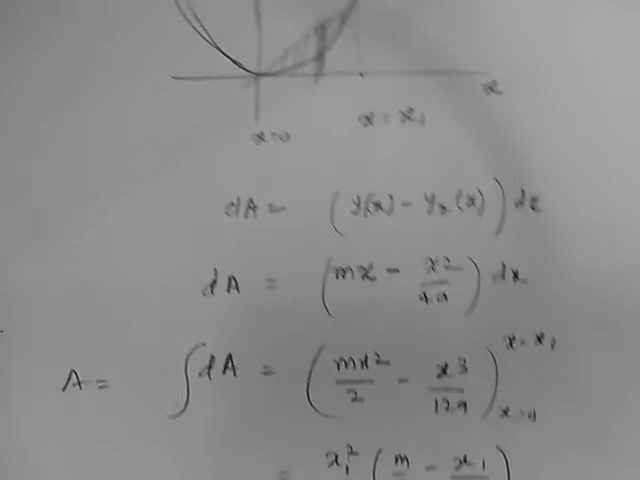 x
x=0 x = x₁
dA = (y(x) - y₂(x)) dx
dA = (mx - x²/4a) dx
A = ∫dA = (mx²/2 - x³/12a) x=x₁ x=0
= x₁² (m - x₁)